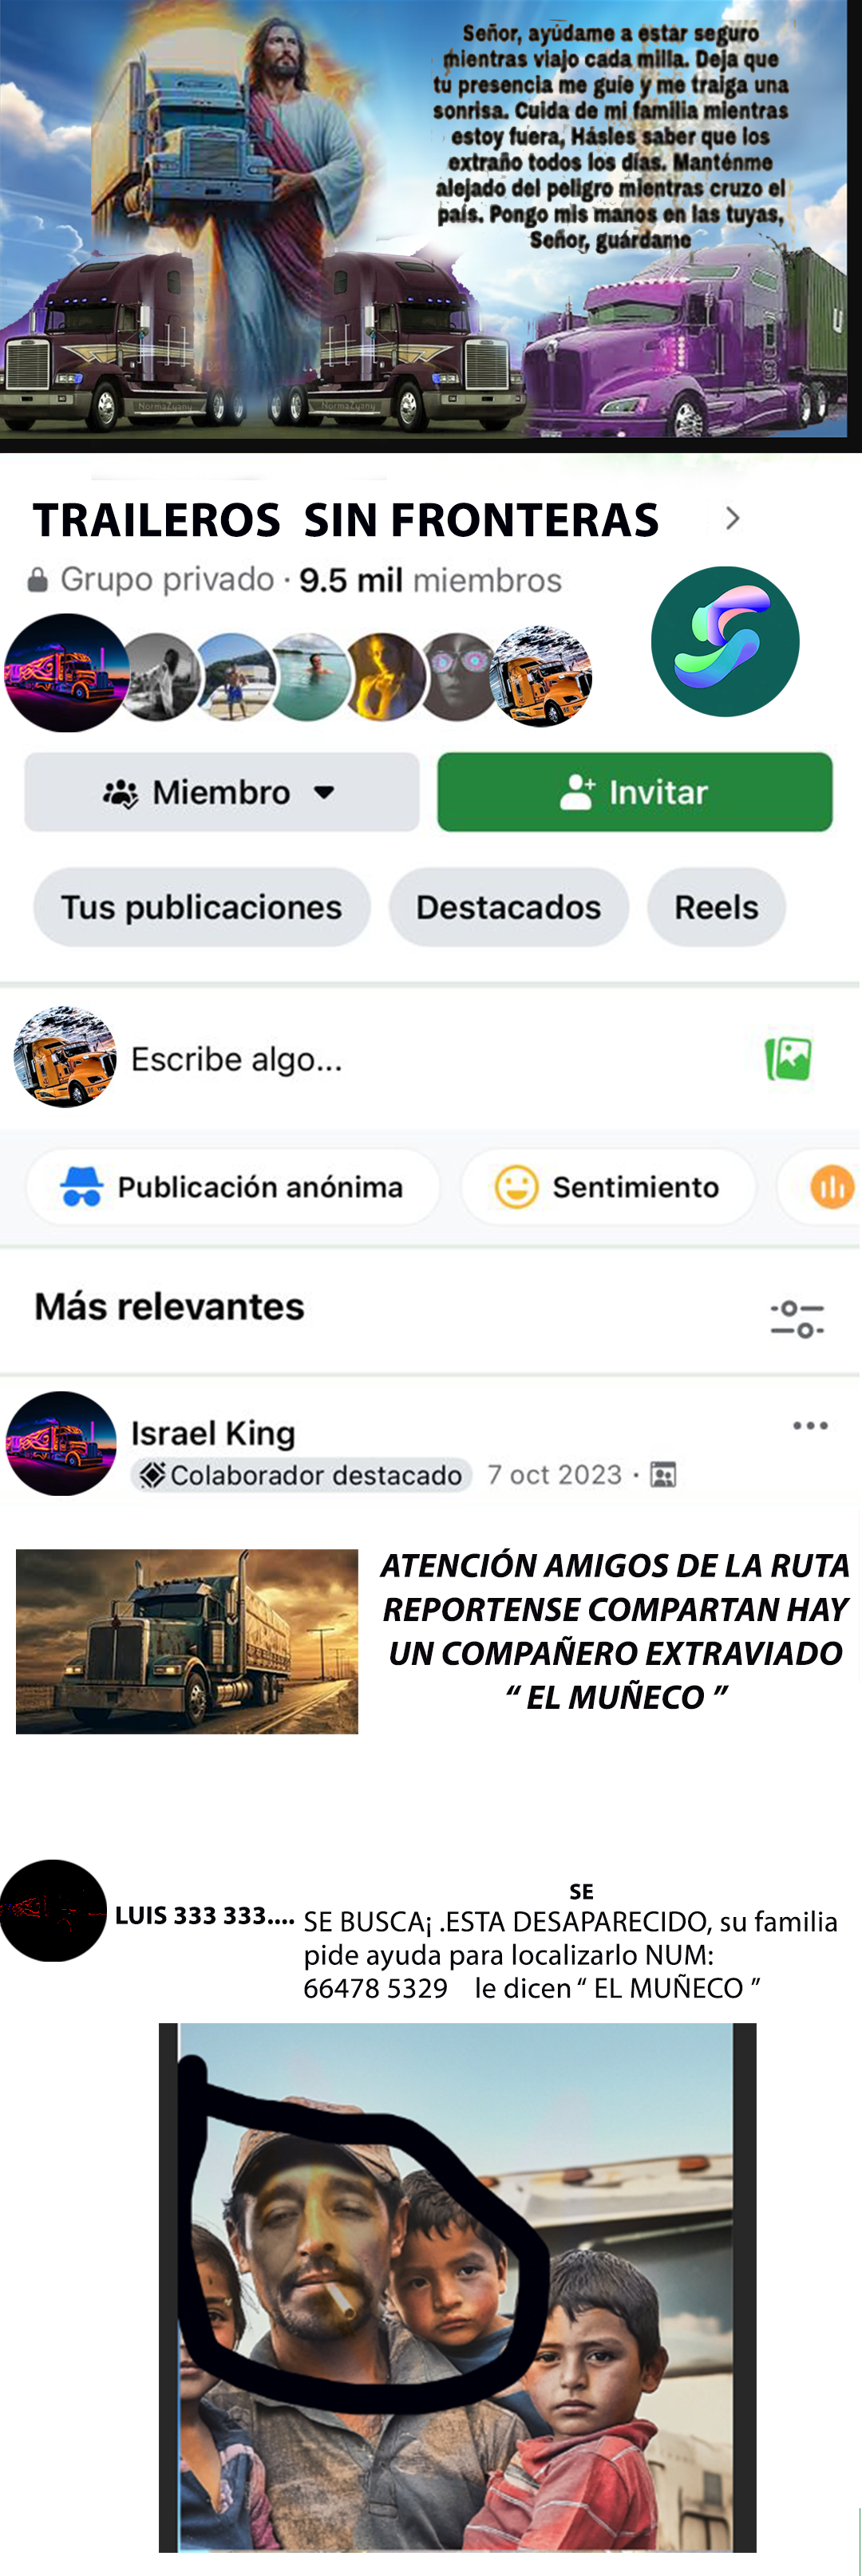 Señor, ayúdame a estar seguro
mientras viajo cada milla. Deja que
tu presencia me guíe y me traiga una
sonrisa. Cuida de mi familia mientras
estoy fuera, Hásles saber que los
extraño todos los días. Manténme
alejado del peligro mientras cruzo el
país. Pongo mis manos en las tuyas,
Señor, guárdame
U
NormaZyany
NormaZyany
TRAILEROS SIN FRONTERAS
Grupo privado · 9.5 mil miembros
Miembro
Invitar
Tus publicaciones
Destacados
Reels
Escribe algo...
Publicación anónima
Sentimiento
Más relevantes
Israel King
Colaborador destacado 7 oct 2023 ·
ATENCIÓN AMIGOS DE LA RUTA
REPORTENSE COMPARTAN HAY
UN COMPAÑERO EXTRAVIADO
“ EL MUÑECO ”
SE
LUIS 333 333....
SE BUSCA¡ .ESTA DESAPARECIDO, su familia
pide ayuda para localizarlo NUM:
66478 5329 le dicen “ EL MUÑECO ”